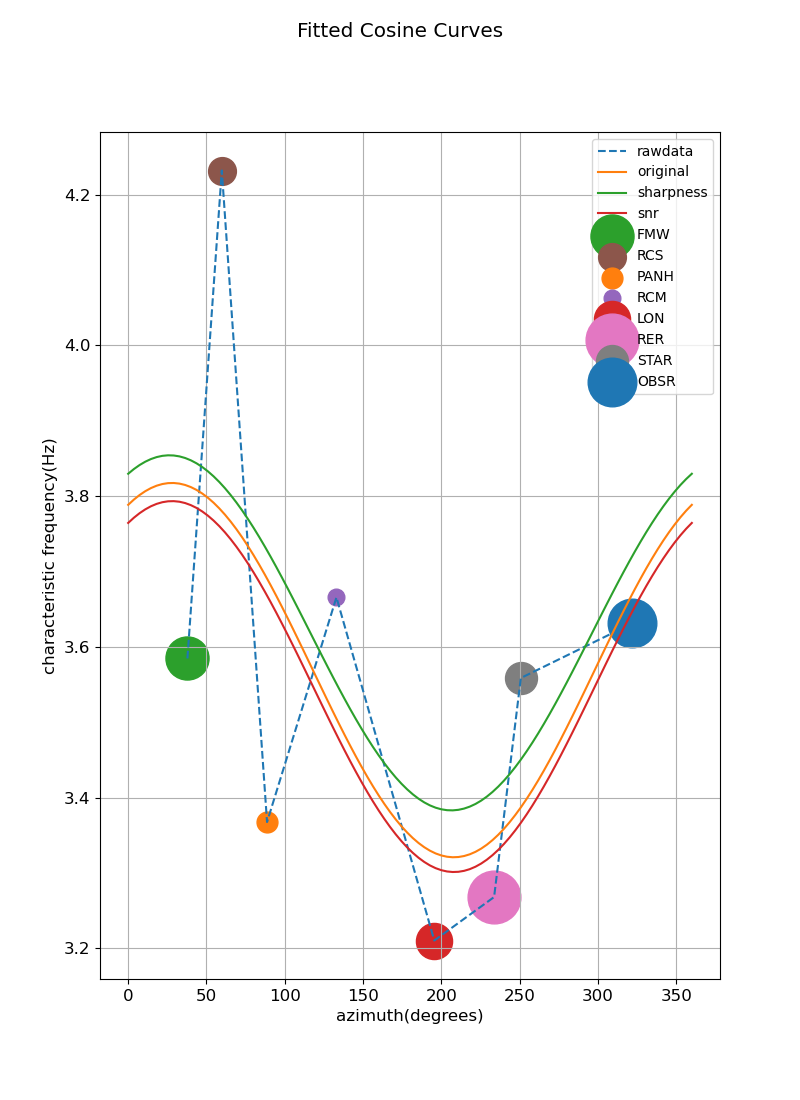 Fitted Cosine Curves
rawdata
original
sharpness
snr
FMW
RCS
PANH
RCM
LON
RER
STAR
OBSR
characteristic frequency(Hz)
4.2
4.0
3.8
3.6
3.4
3.2
0 50 100 150 200 250 300 350
azimuth(degrees)